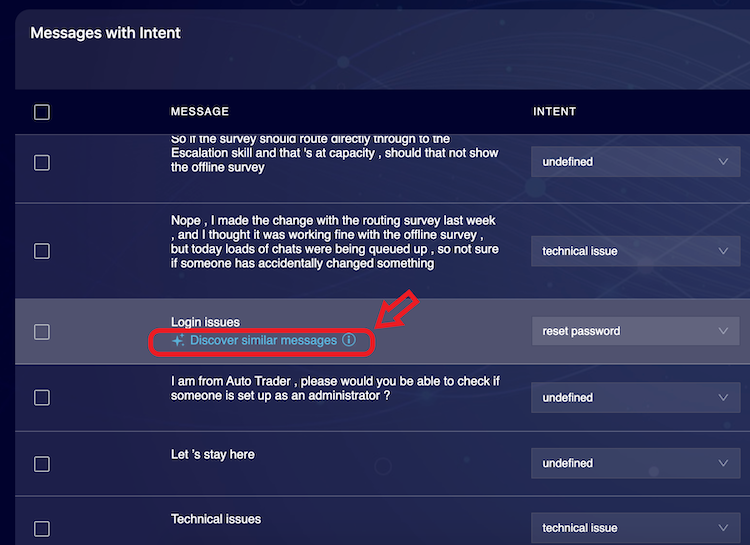 Messages with Intent
MESSAGE
INTENT
So if the survey should route directly through to the
Escalation skill and that 's at capacity , should that not show
the offline survey
undefined
Nope , I made the change with the routing survey last week
, and I thought it was working fine with the offline survey ,
but today loads of chats were being queued up , so not sure
if someone has accidentally changed something
technical issue
Login issues
Discover similar messages
reset password
I am from Auto Trader , please would you be able to check if
someone is set up as an administrator ?
undefined
Let 's stay here
undefined
Technical issues
technical issue